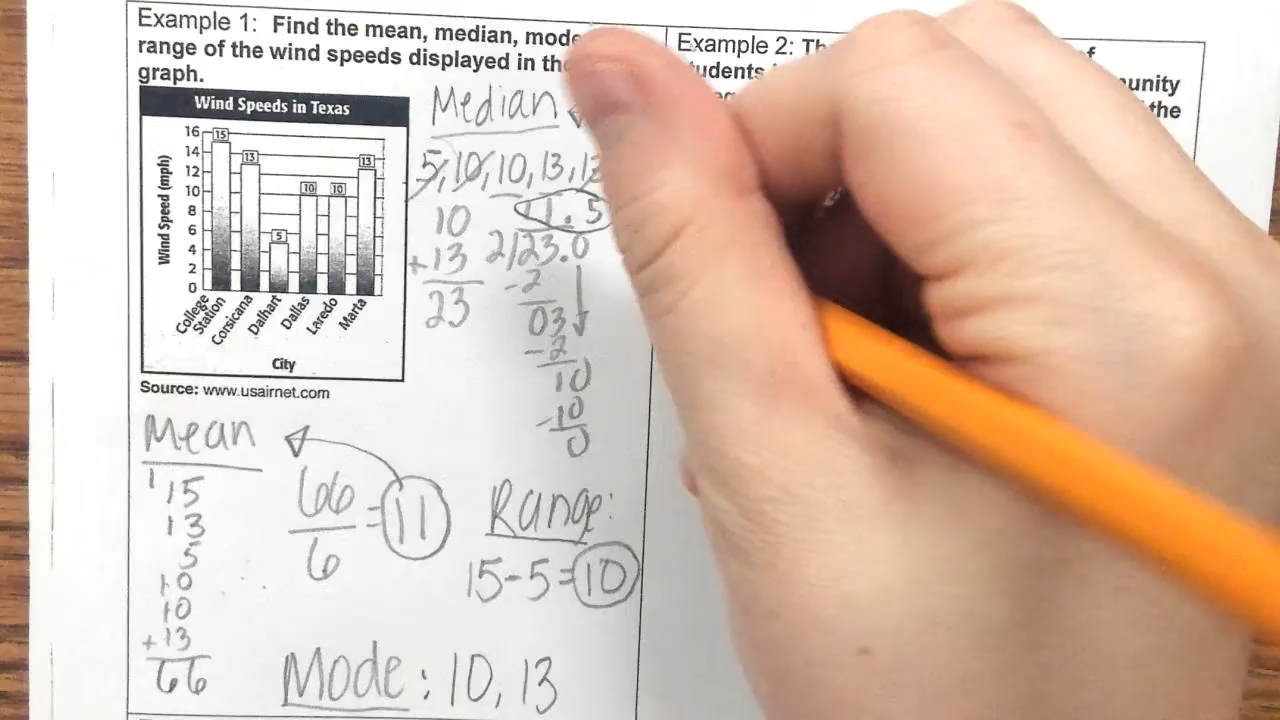 Example 1: Find the mean, median, mode
range of the wind speeds displayed in the
graph.
Wind Speeds in Texas
Wind Speed (mph)
16
14
12
10
8
6
4
2
0
15
13
5
10
10
13
College Station
Corsicana
Dalhart
Dallas
Laredo
Marta
City
Source: www.usairnet.com
Median
5, 10, 10, 13, 13
10
+13
23
11.5
2)23.0
-2
03
-2
10
-10
0
Mean
1
15
13
5
10
10
+13
66
66
6
=11
Range:
15-5=10
Mode: 10, 13
Example 2:
of
unity
the